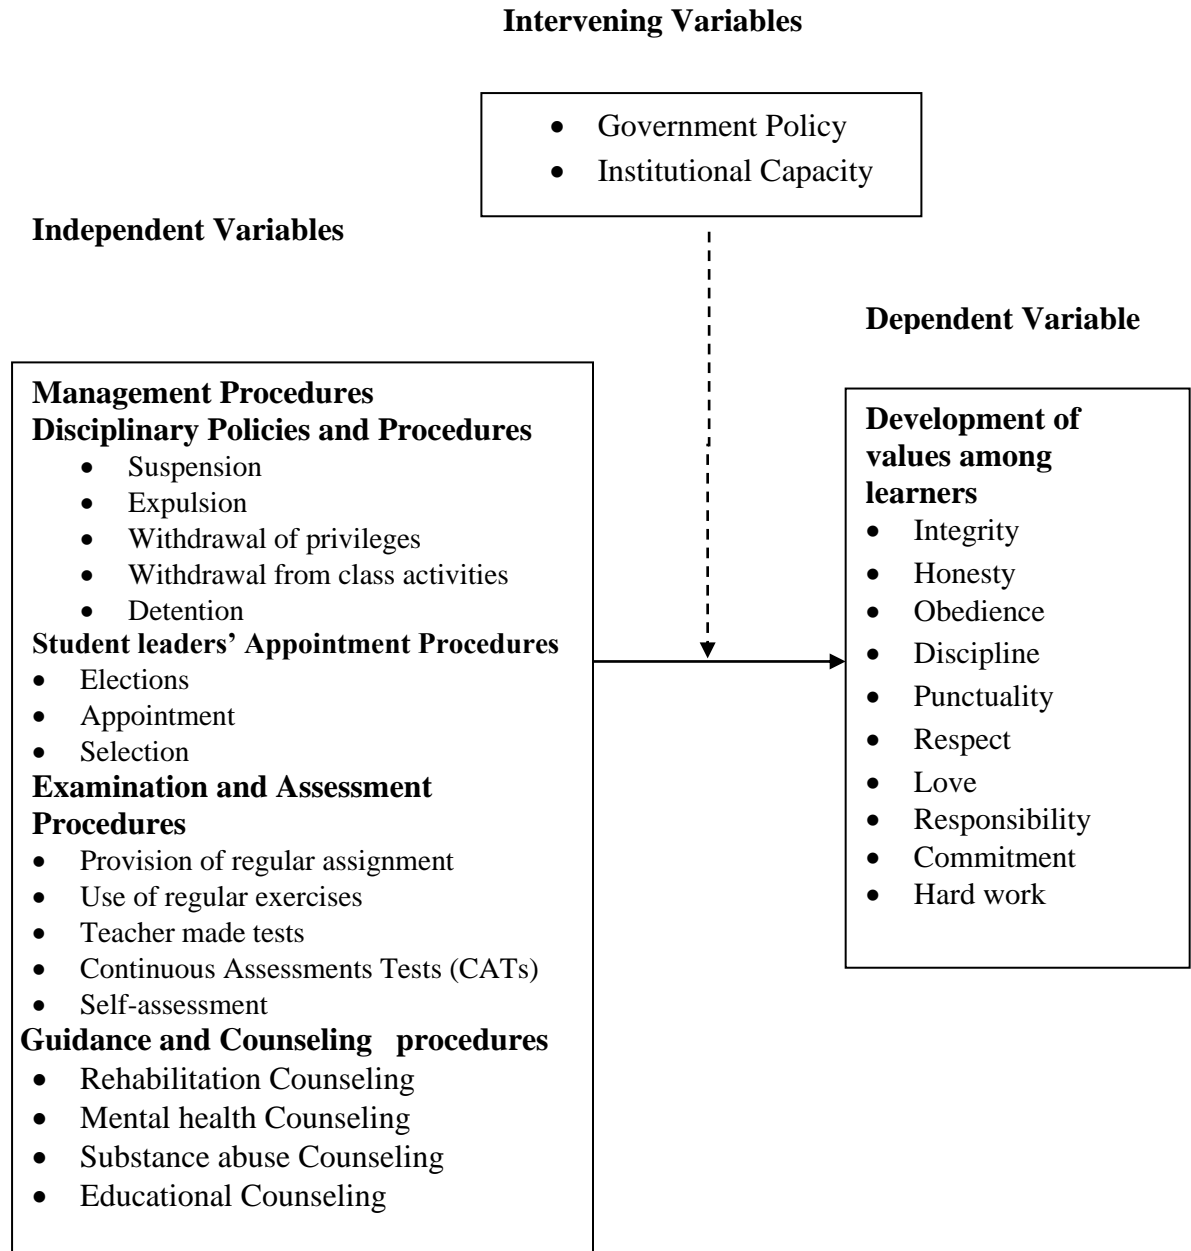 Intervening Variables
• Government Policy
• Institutional Capacity
Independent Variables
Dependent Variable
Management Procedures
Disciplinary Policies and Procedures
• Suspension
• Expulsion
• Withdrawal of privileges
• Withdrawal from class activities
• Detention
Student leaders’ Appointment Procedures
• Elections
• Appointment
• Selection
Examination and Assessment
Procedures
• Provision of regular assignment
• Use of regular exercises
• Teacher made tests
• Continuous Assessments Tests (CATs)
• Self-assessment
Guidance and Counseling procedures
• Rehabilitation Counseling
• Mental health Counseling
• Substance abuse Counseling
• Educational Counseling
Development of
values among
learners
• Integrity
• Honesty
• Obedience
• Discipline
• Punctuality
• Respect
• Love
• Responsibility
• Commitment
• Hard work